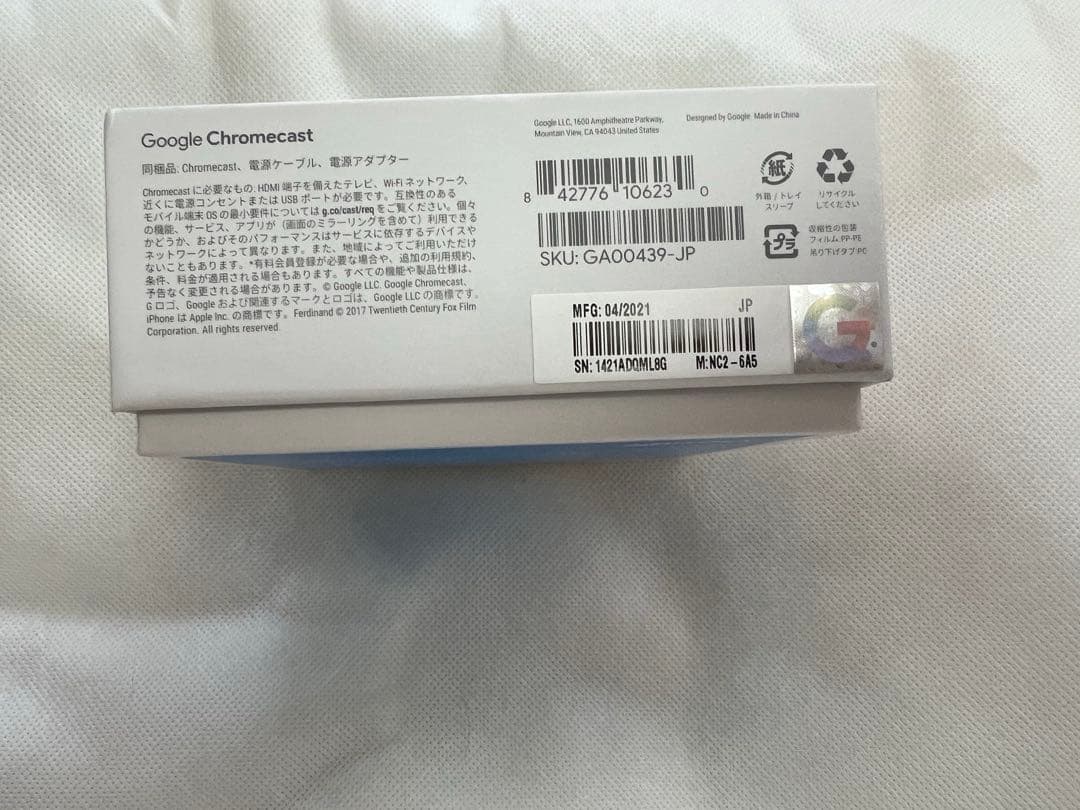 Google Chromecast
同梱品: Chromecast、電源ケーブル、電源アダプター
Chromecast に必要なもの: HDMI 端子を備えたテレビ、Wi-Fi ネットワーク、
近くに電源コンセントまたは USB ポートが必要です。互換性のある
モバイル端末 OS の最小要件については g.co/cast/req をご覧ください。個々
の機能、サービス、アプリが（画面のミラーリングを含めて）利用できる
かどうか、およびそのパフォーマンスはサービスに依存するデバイスや
ネットワークによって異なります。また、地域によってご利用いただけ
ないこともあります。*有料会員登録が必要な場合や、追加の利用規約、
条件、料金が適用される場合もあります。すべての機能や製品仕様は、
予告なく変更される場合があります。© Google LLC. Google Chromecast,
G ロゴ、Google および関連するマークとロゴは、Google LLC の商標です。
iPhone は Apple Inc. の商標です。Ferdinand © 2017 Twentieth Century Fox Film
Corporation. All rights reserved.
Google LLC, 1600 Amphitheatre Parkway,
Mountain View, CA 94043 United States
Designed by Google Made in China
8 42776 10623 0
SKU: GA00439-JP
紙
外箱 / トレイ
スリーブ
リサイクル
してください
プラ
収縮性の包装
フィルム:PP･PE
吊り下げタブ:PC
MFG: 04/2021 JP
SN: 1421ADQML8G M:NC2-6A5
G